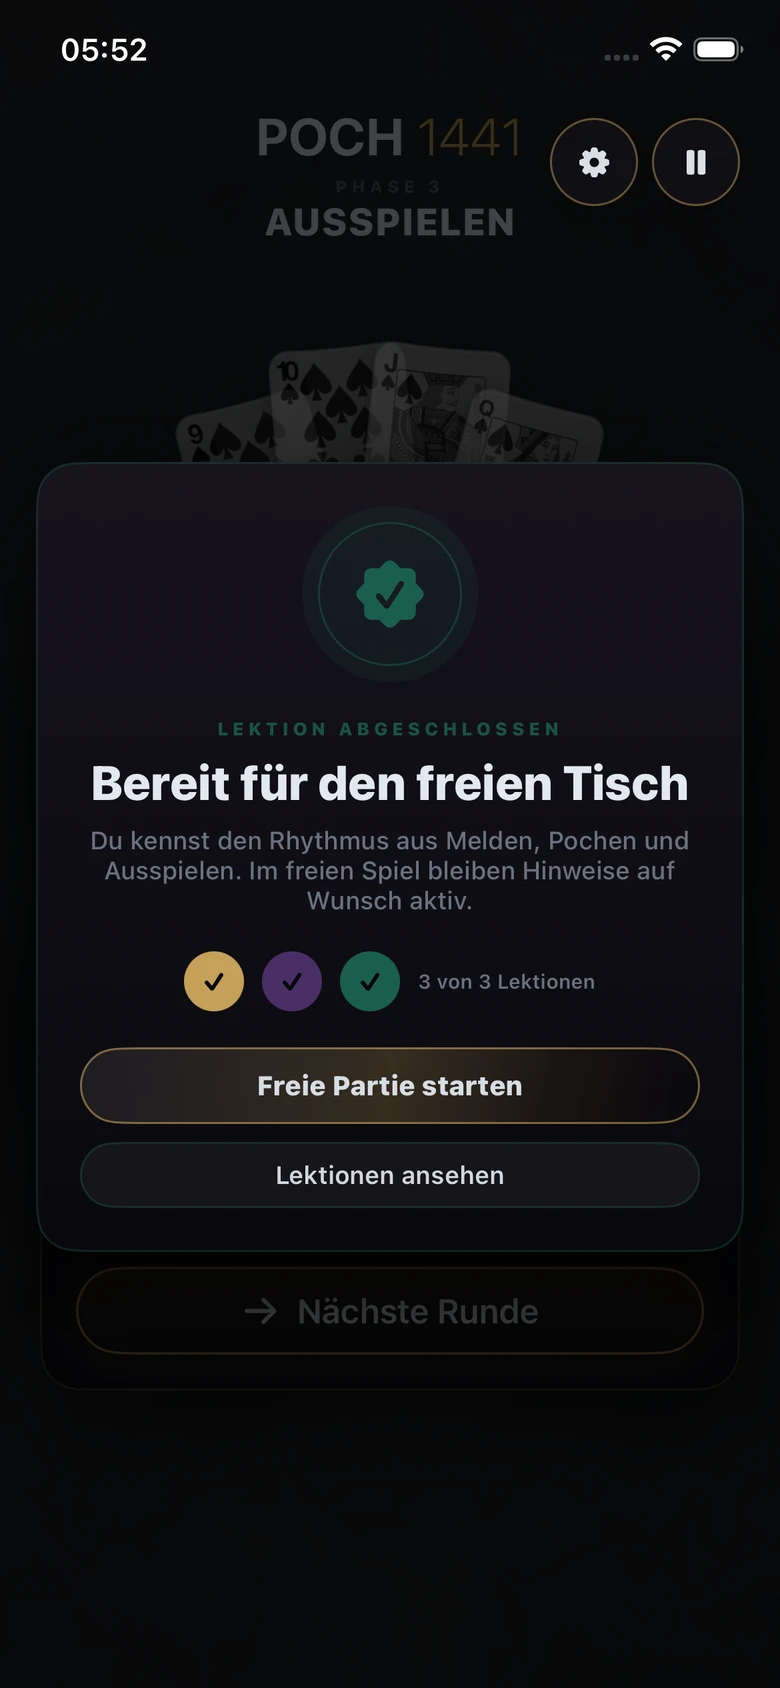 05:52
POCH 1441
PHASE 3
AUSSPIELEN
9
10
J
Q
LEKTION ABGESCHLOSSEN
Bereit für den freien Tisch
Du kennst den Rhythmus aus Melden, Pochen und
Ausspielen. Im freien Spiel bleiben Hinweise auf
Wunsch aktiv.
3 von 3 Lektionen
Freie Partie starten
Lektionen ansehen
→ Nächste Runde